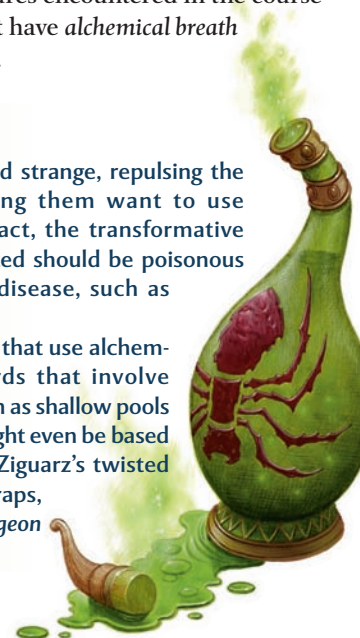 ures encountered in the course
t have alchemical breath
d strange, repulsing the
ing them want to use
act, the transformative
ed should be poisonous
disease, such as
that use alchem-
rds that involve
h as shallow pools
ght even be based
Ziguarz's twisted
raps,
geon